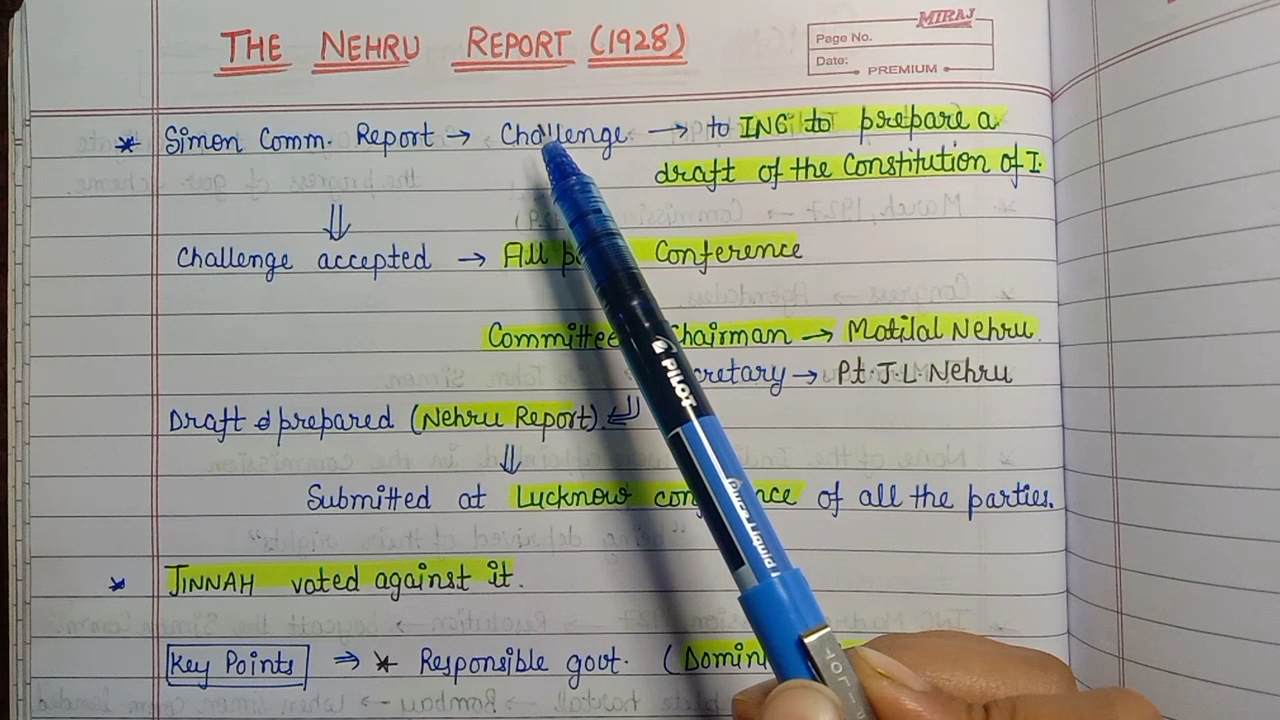 THE NEHRU REPORT (1928)
MIRAJ
Page No.
Date:
PREMIUM
* Simon Comm. Report → Challenge → to INC to prepare a
draft of the Constitution of I.
⇓
Challenge accepted → All Conference
Committee Chairman → Motilal Nehru.
→ Pt. J.L. Nehru
Draft prepared (Nehru Report).
⇓
Submitted at Lucknow of all the parties.
* JINNAH voted against it.
Key Points ⇒ * Responsible govt. (
PILOT